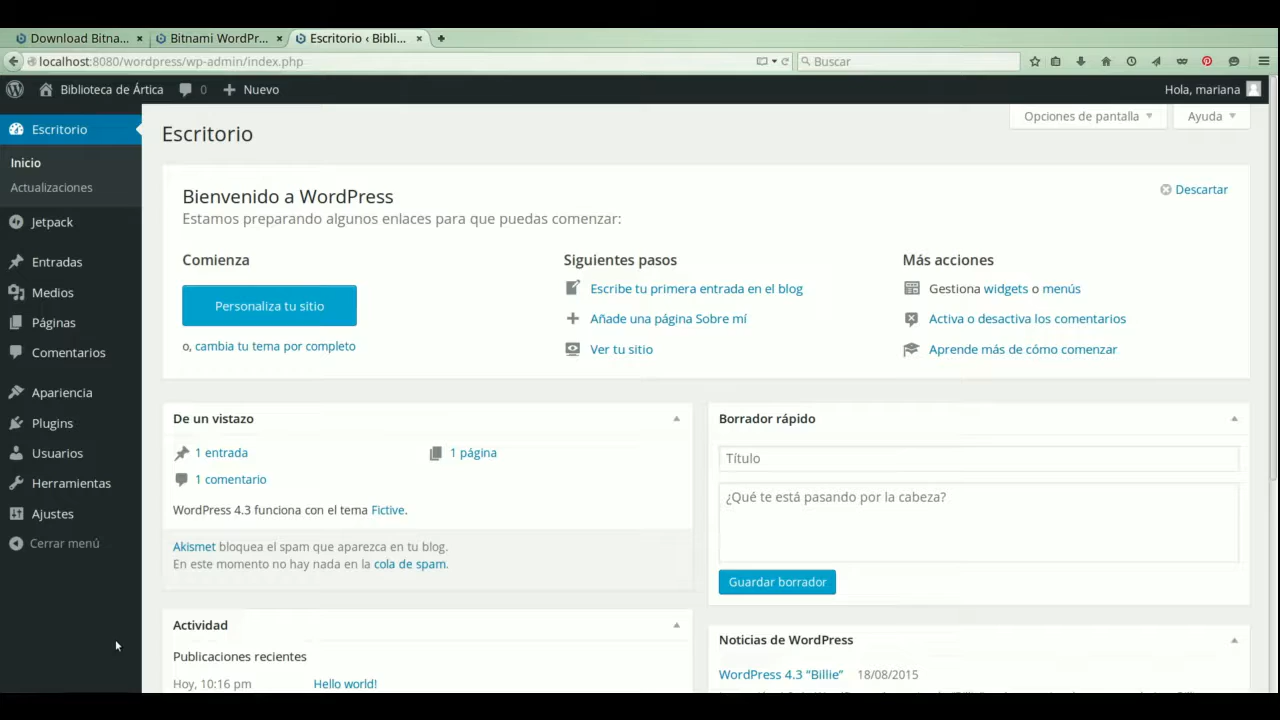 Download Bitna...
Bitnami WordPr...
Escritorio ‹ Bibli...
localhost:8080/wordpress/wp-admin/index.php
Buscar
Biblioteca de Ártica
0
Nuevo
Hola, mariana
Escritorio
Inicio
Actualizaciones
Jetpack
Entradas
Medios
Páginas
Comentarios
Apariencia
Plugins
Usuarios
Herramientas
Ajustes
Cerrar menú
Escritorio
Opciones de pantalla
Ayuda
Bienvenido a WordPress
Descartar
Estamos preparando algunos enlaces para que puedas comenzar:
Comienza
Personaliza tu sitio
o, cambia tu tema por completo
Siguientes pasos
Escribe tu primera entrada en el blog
Añade una página Sobre mí
Ver tu sitio
Más acciones
Gestiona widgets o menús
Activa o desactiva los comentarios
Aprende más de cómo comenzar
De un vistazo
1 entrada
1 página
1 comentario
WordPress 4.3 funciona con el tema Fictive.
Akismet bloquea el spam que aparezca en tu blog.
En este momento no hay nada en la cola de spam.
Actividad
Publicaciones recientes
Hoy, 10:16 pm
Hello world!
Borrador rápido
Título
¿Qué te está pasando por la cabeza?
Guardar borrador
Noticias de WordPress
WordPress 4.3 “Billie”
18/08/2015